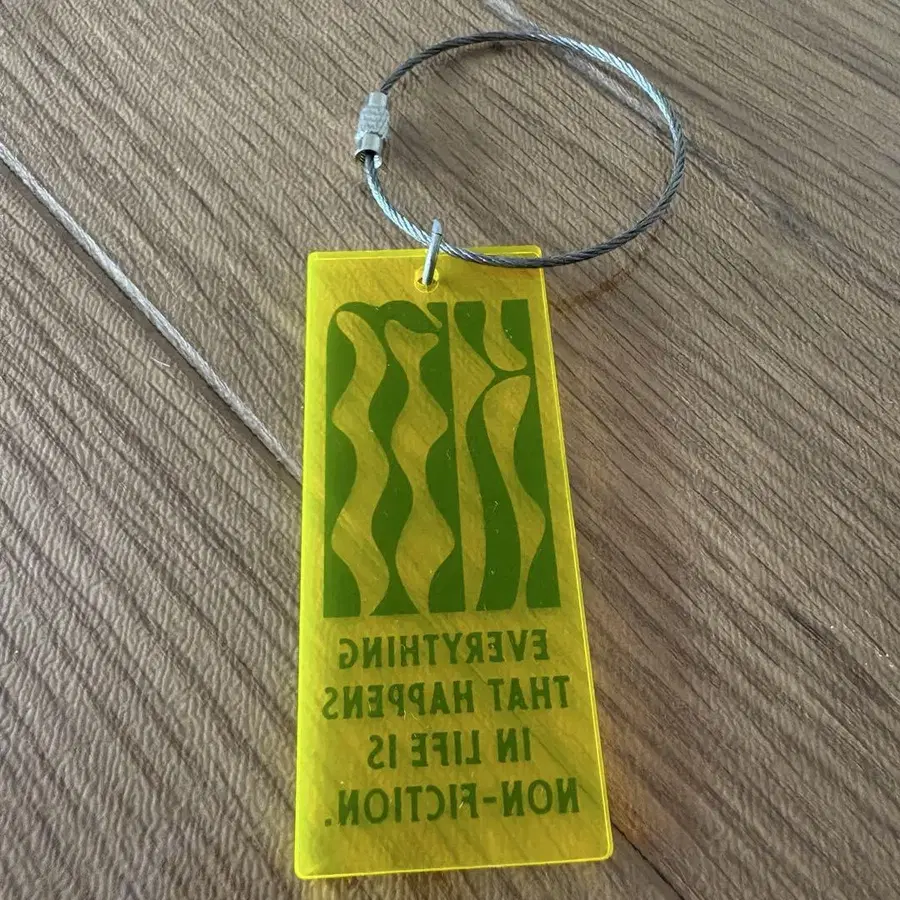 EVERYTHING
THAT HAPPENS
IN LIFE IS
NON-FICTION.